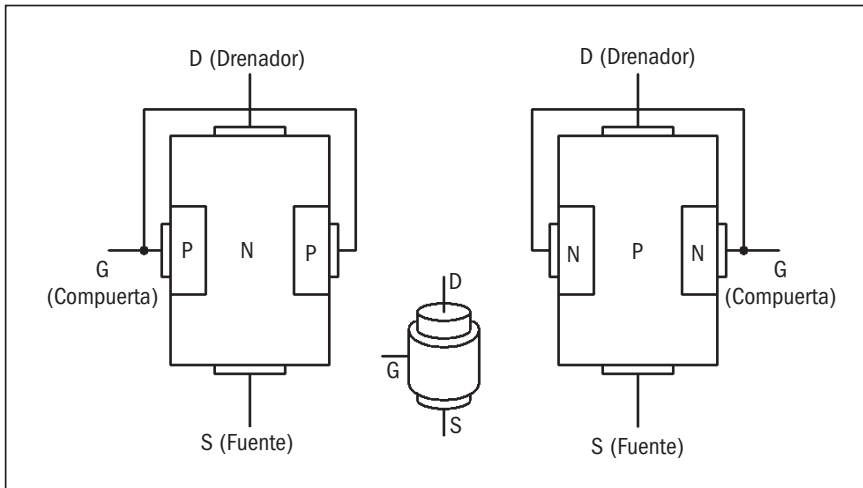 D (Drenador)
P
N
P
G
(Compuerta)
S (Fuente)
D
G
S
D (Drenador)
N
P
N
G
(Compuerta)
S (Fuente)